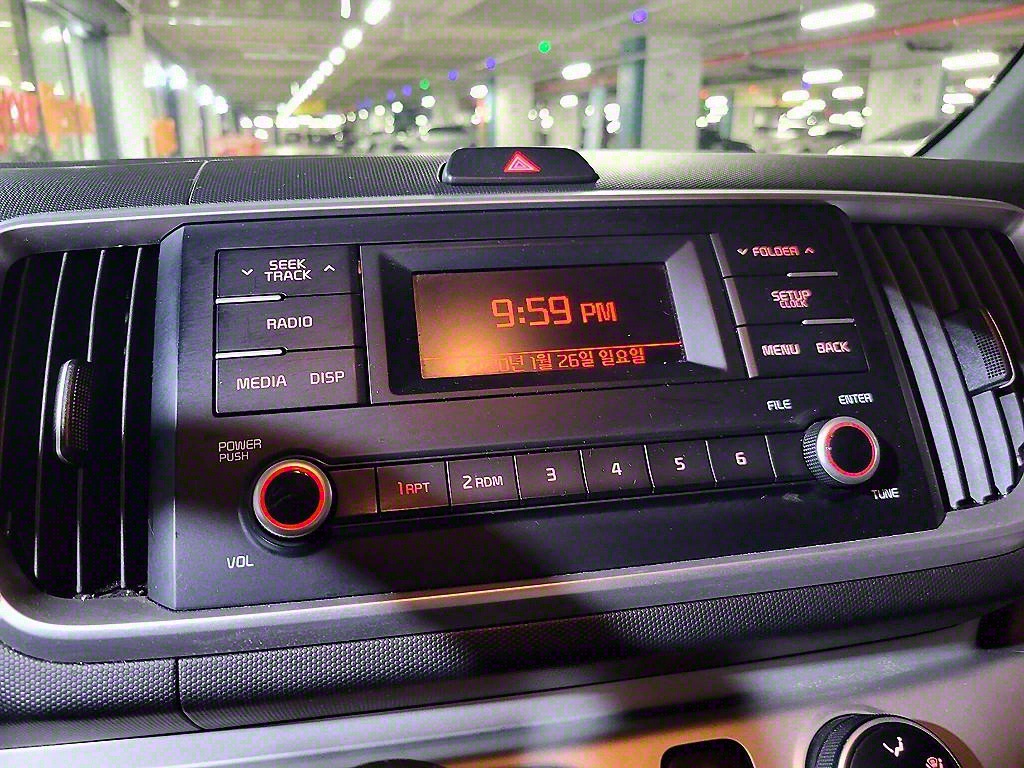 SEEK
TRACK
RADIO
MEDIA DISP
9:59 PM
1월 26일 일요일
FOLDER
SETUP
CLOCK
MENU BACK
POWER
PUSH
VOL
1 RPT
2 RDM
3
4
5
6
FILE
ENTER
TUNE